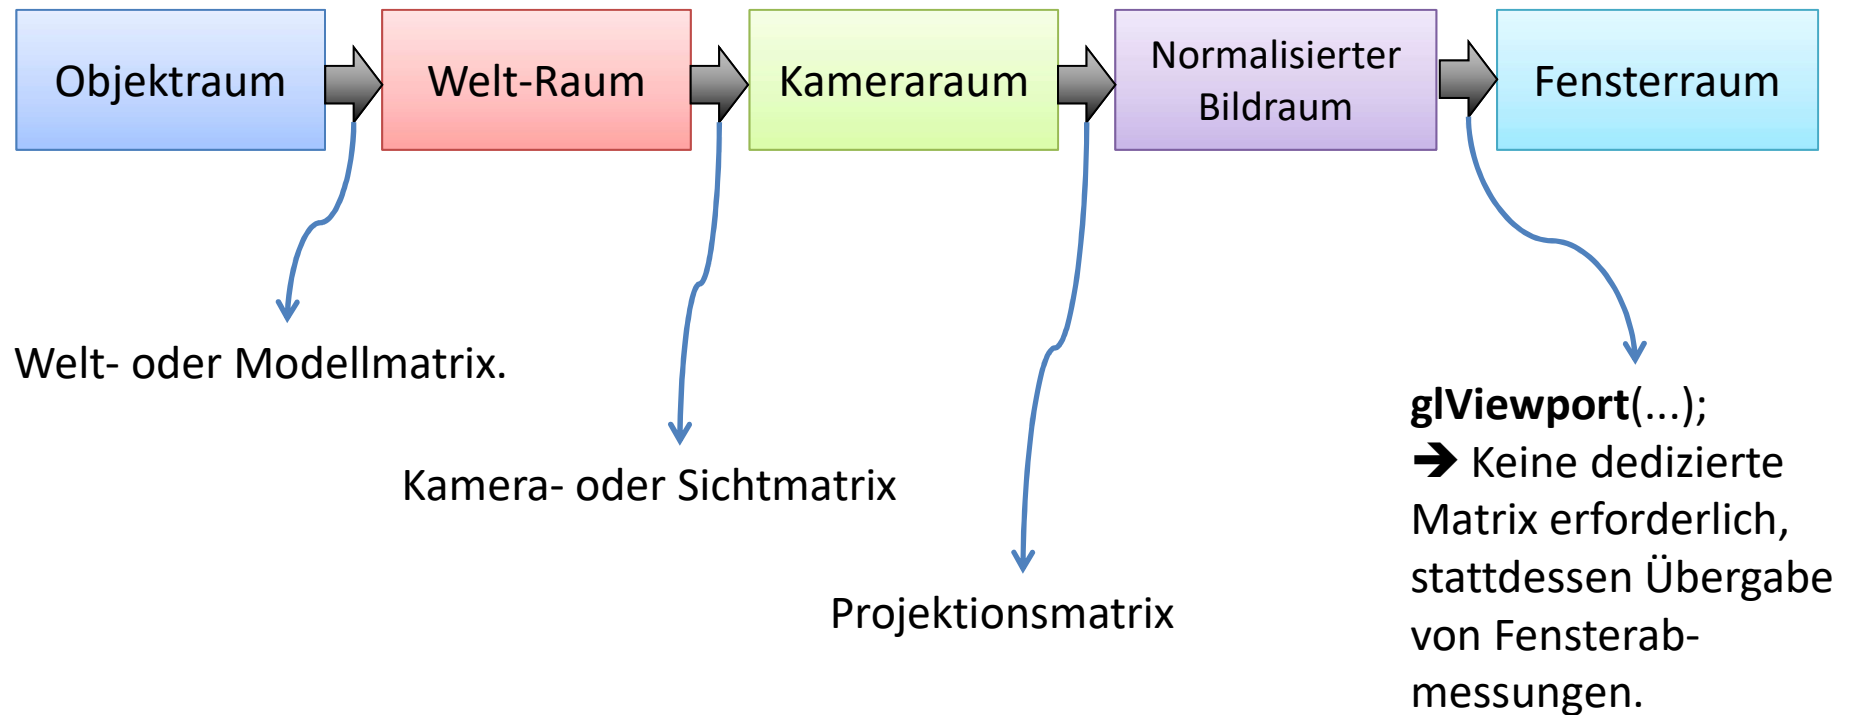 Objektraum
Welt-Raum
Kameraraum
Normalisierter
Bildraum
Fensterraum
Welt- oder Modellmatrix.
Kamera- oder Sichtmatrix
Projektionsmatrix
glViewport(...);
➔ Keine dedizierte
Matrix erforderlich,
stattdessen Übergabe
von Fensterab-
messungen.